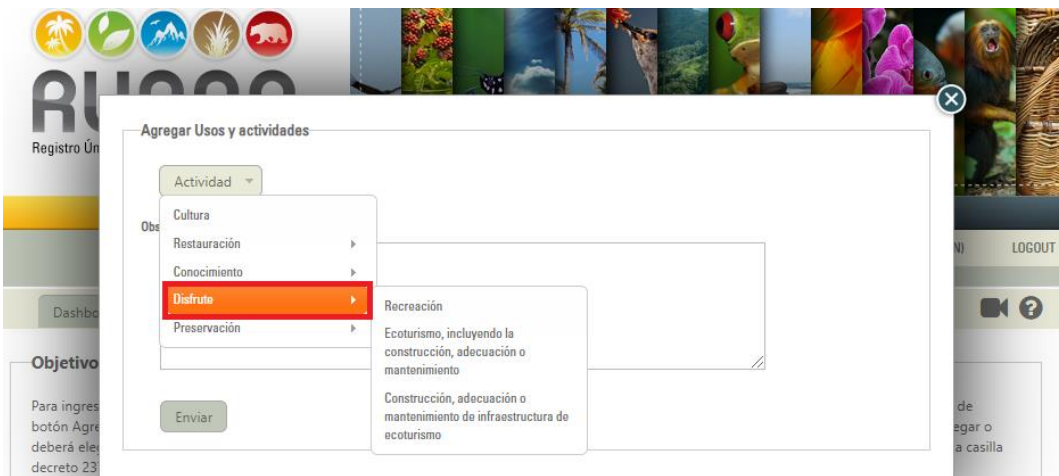 Registro Ún
Agregar Usos y actividades
Actividad
Cultura
Obs
Restauración
Conocimiento
Disfrute
Preservación
Recreación
Ecoturismo, incluyendo la
construcción, adecuación o
mantenimiento
Construcción, adecuación o
mantenimiento de infraestructura de
ecoturismo
Enviar
N)
LOGOUT
Dashbo
Objetivo
Para ingres
de
botón Agre
egar o
deberá eleg
a casilla
decreto 23